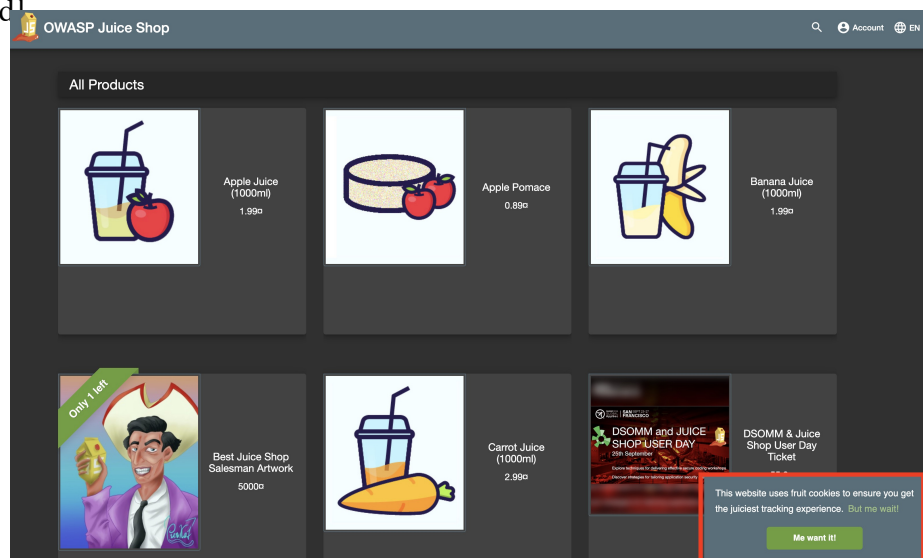 OWASP Juice Shop
Account
EN
All Products
Apple Juice
(1000ml)
1.99¤
Apple Pomace
0.89¤
Banana Juice
(1000ml)
1.99¤
Only 1 left
Best Juice Shop
Salesman Artwork
5000¤
Carrot Juice
(1000ml)
2.99¤
SAN
FRANCISCO
DSOMM and JUICE
SHOP USER DAY
25th September
DSOMM & Juice
Shop User Day
Ticket
This website uses fruit cookies to ensure you get
the juiciest tracking experience. But me wait!
Me want it!